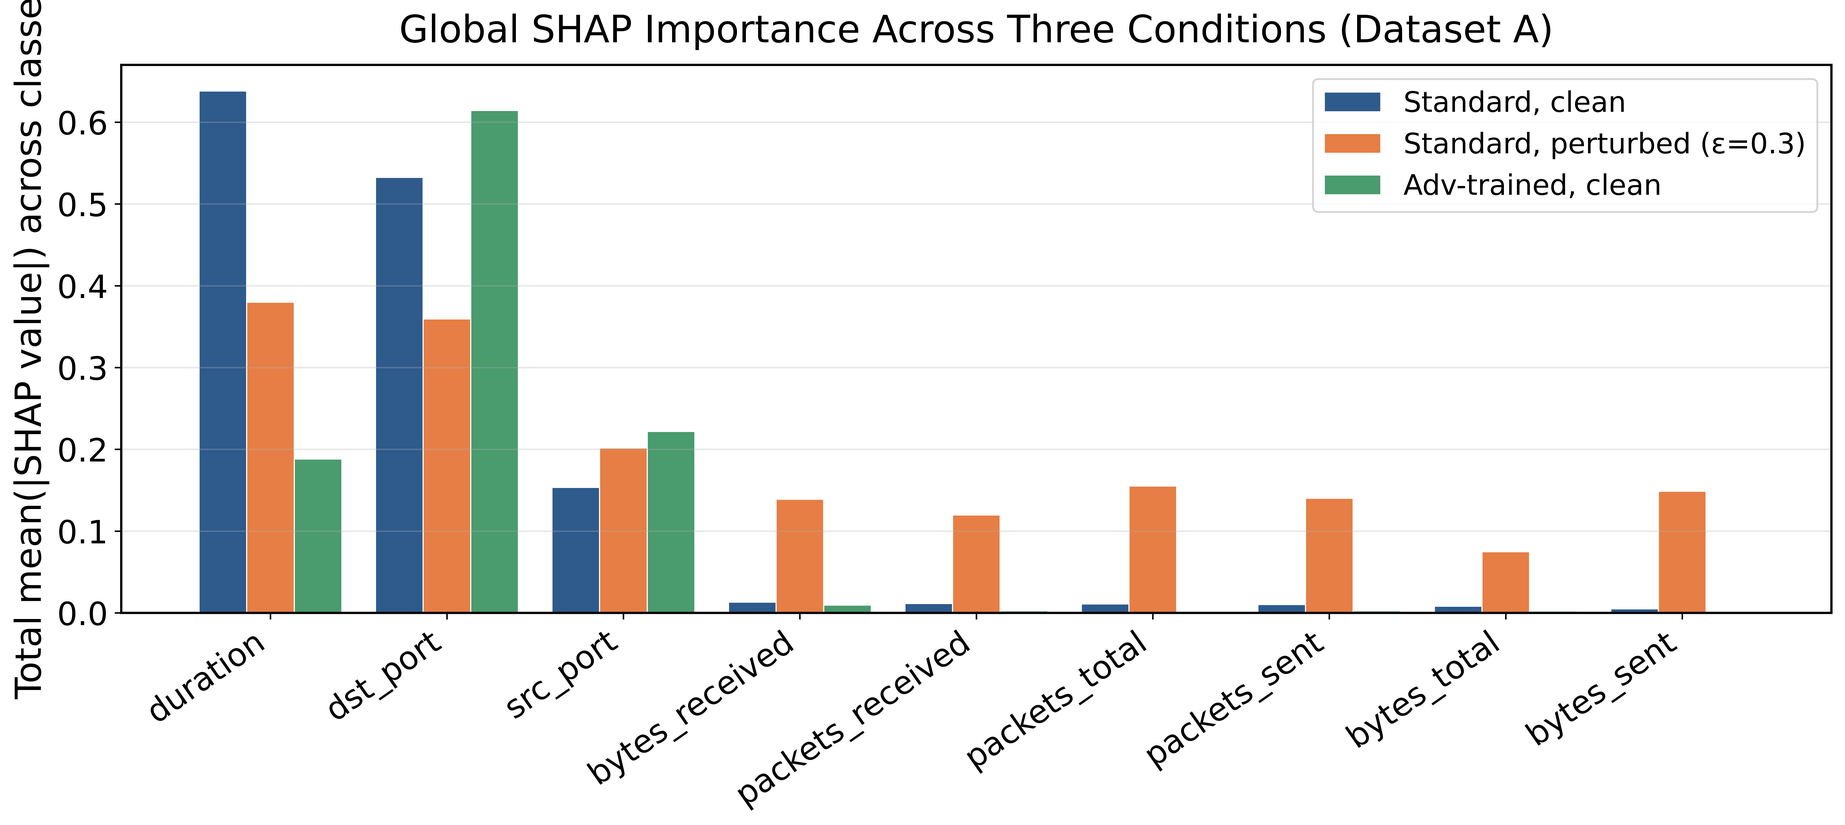 Global SHAP Importance Across Three Conditions (Dataset A)
Total mean(|SHAP value|) across classe
0.6
0.5
0.4
0.3
0.2
0.1
0.0
Standard, clean
Standard, perturbed (ε=0.3)
Adv-trained, clean
duration
dst_port
src_port
bytes_received
packets_received
packets_total
packets_sent
bytes_total
bytes_sent